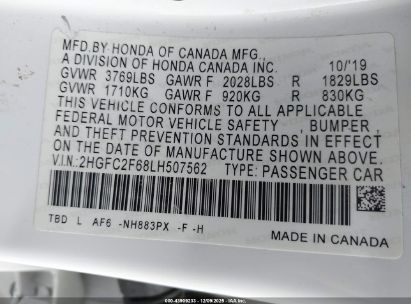 MFD.BY HONDA OF CANADA MFG.
A DIVISION OF HONDA CANADA INC. 10/'19
GVWR 3769LBS GAWR F 2028LBS R 1829LBS
GVWR 1710KG GAWR F 920KG R 830KG
THIS VEHICLE CONFORMS TO ALL APPLICABLE
FEDERAL MOTOR VEHICLE SAFETY , BUMPER ,
AND THEFT PREVENTION STANDARDS IN EFFECT
ON THE DATE OF MANUFACTURE SHOWN ABOVE.
V.I.N.:2HGFC2F68LH507562 TYPE: PASSENGER CAR
TBD L AF6 -NH883PX -F -H
MADE IN CANADA